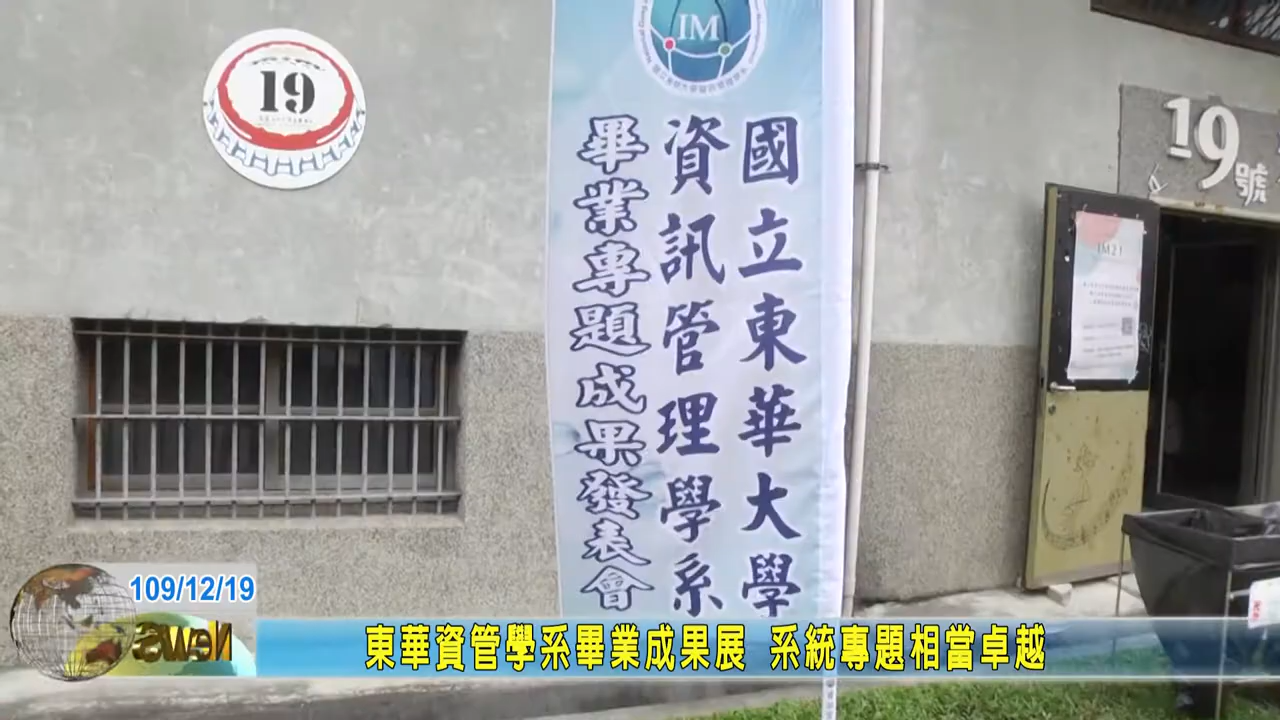 19
IM
國立東華大學
資訊管理學系
畢業專題成果發表會
19號
IM21
109/12/19
News
東華資管學系畢業成果展 系統專題相當卓越